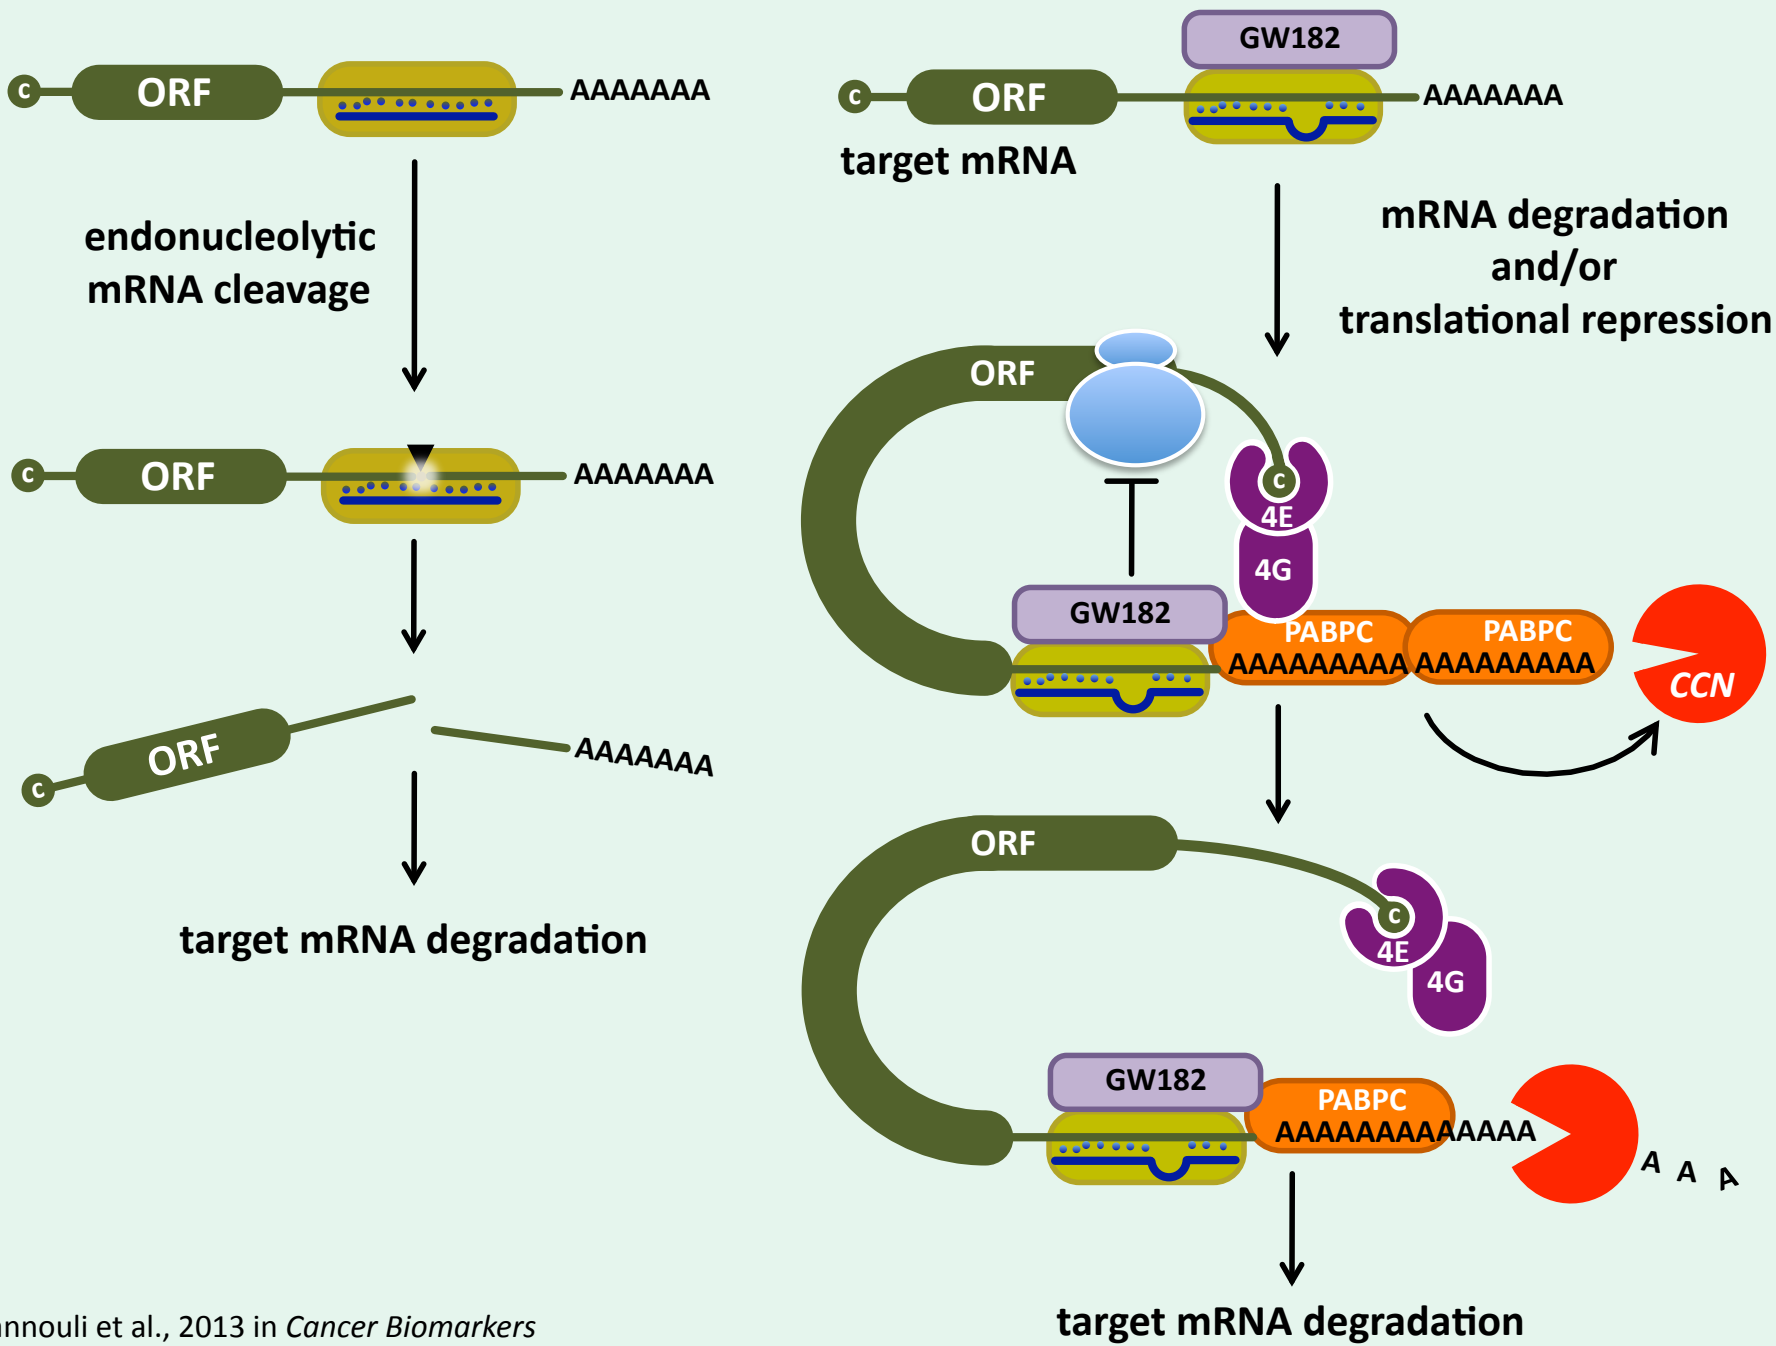 c ORF AAAAAAA
endonucleolytic
mRNA cleavage
c ORF AAAAAAA
c ORF AAAAAAA
target mRNA degradation
GW182
c ORF AAAAAAA
target mRNA
mRNA degradation
and/or
translational repression
ORF
c
4E
4G
GW182
PABPC PABPC
AAAAAAAAA AAAAAAAAA
CCN
ORF
c
4E
4G
GW182
PABPC
AAAAAAAAAAAAA
A A A
target mRNA degradation
et al., 2013 in Cancer Biomarkers